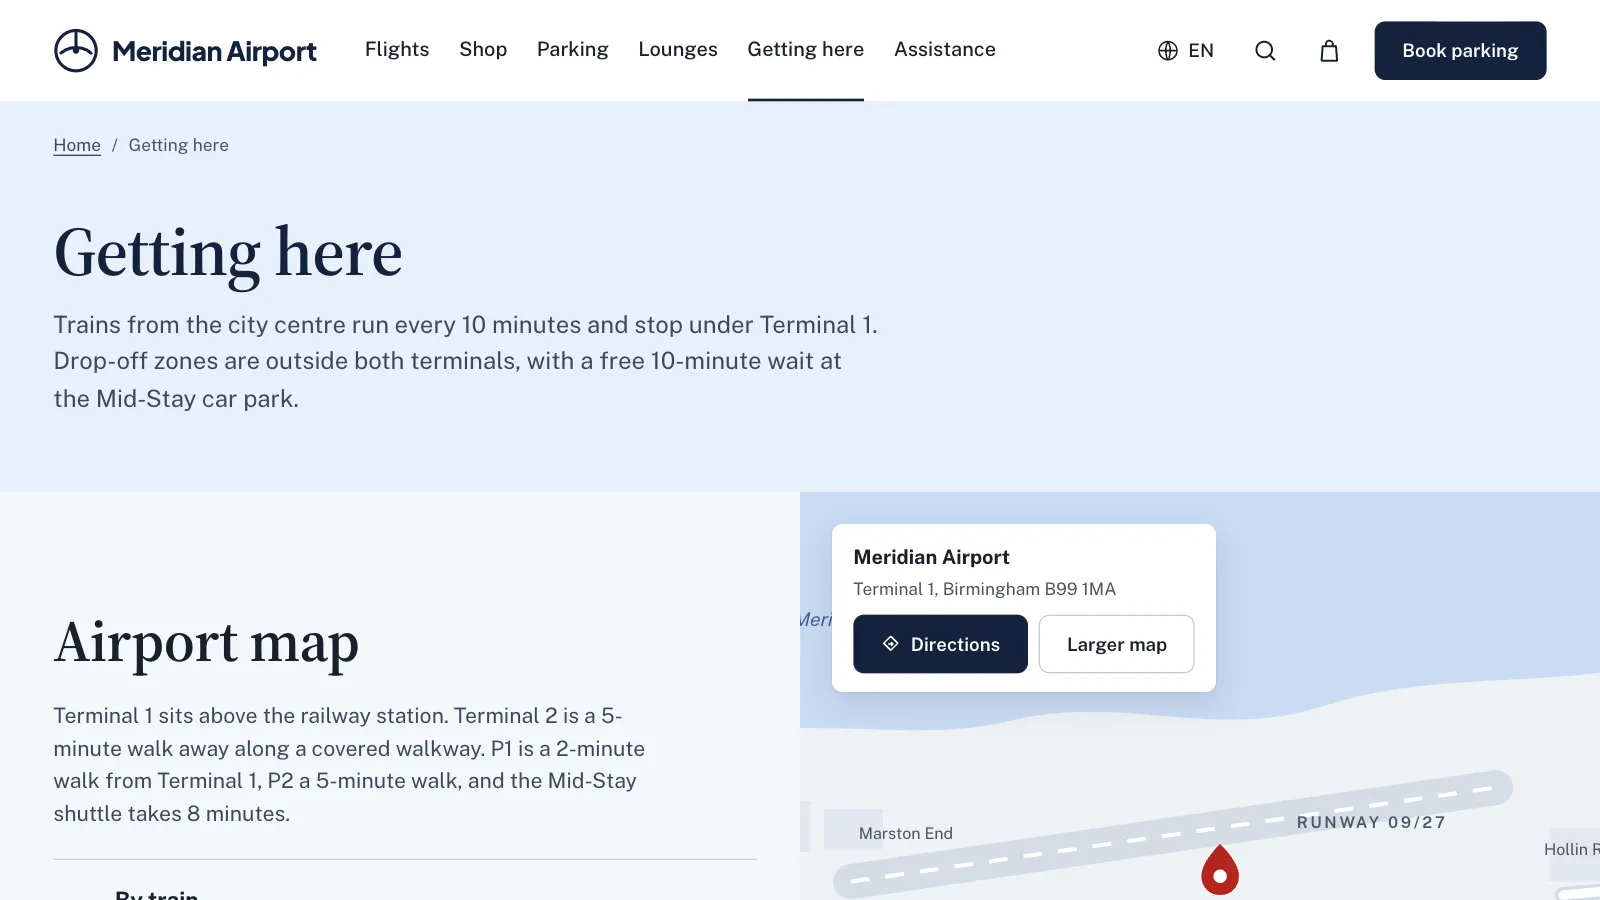 Meridian Airport
Flights
Shop
Parking
Lounges
Getting here
Assistance
EN
Book parking
Home / Getting here
Getting here
Trains from the city centre run every 10 minutes and stop under Terminal 1.
Drop-off zones are outside both terminals, with a free 10-minute wait at
the Mid-Stay car park.
Airport map
Terminal 1 sits above the railway station. Terminal 2 is a 5-
minute walk away along a covered walkway. P1 is a 2-minute
walk from Terminal 1, P2 a 5-minute walk, and the Mid-Stay
shuttle takes 8 minutes.
By train
Meridian Airport
Terminal 1, Birmingham B99 1MA
Directions
Larger map
Meri
RUNWAY 09/27
Marston End
Hollin R